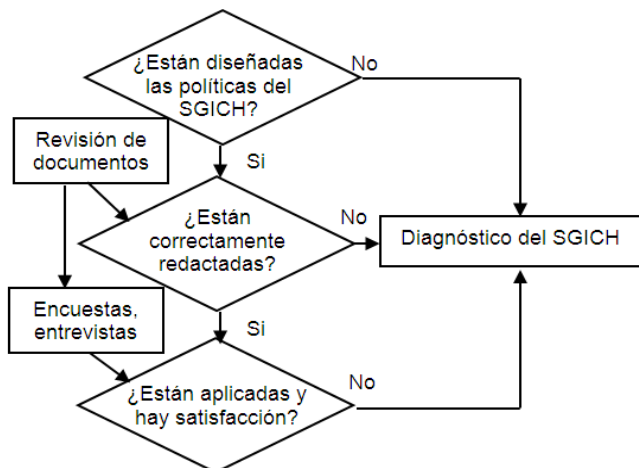 ¿Están diseñadas
las políticas del
SGICH?
No
Revisión de
documentos
Si
¿Están
correctamente
redactadas?
No
Diagnóstico del SGICH
Encuestas,
entrevistas
Si
¿Están aplicadas y
hay satisfacción?
No